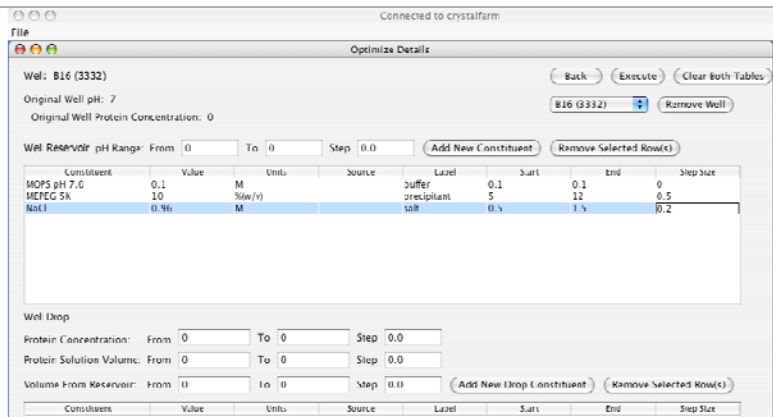 Connected to crystalfarm
File
Optimize Details
Well: B16 (3332) Back Execute Clear Both Tables
Original Well pH: 7 B16 (3332) Remove Well
Original Well Protein Concentration: 0
Well Reservoir pH Range: From 0 To 0 Step 0.0 Add New Constituent Remove Selected Row(s)
Constituent Value Units Source Label Start End Step Size
MOPS pH 7.0 0.1 M buffer 0.1 0.1 0
MEPEG 5K 10 %(w/v) precipitant 5 12 0.5
NaCl 0.96 M salt 0.5 1.5 0.2
Well Drop
Protein Concentration: From 0 To 0 Step 0.0
Protein Solution Volume: From 0 To 0 Step 0.0
Volume From Reservoir: From 0 To 0 Step 0.0 Add New Drop Constituent Remove Selected Row(s)
Constituent Value Units Source Label Start End Step Size